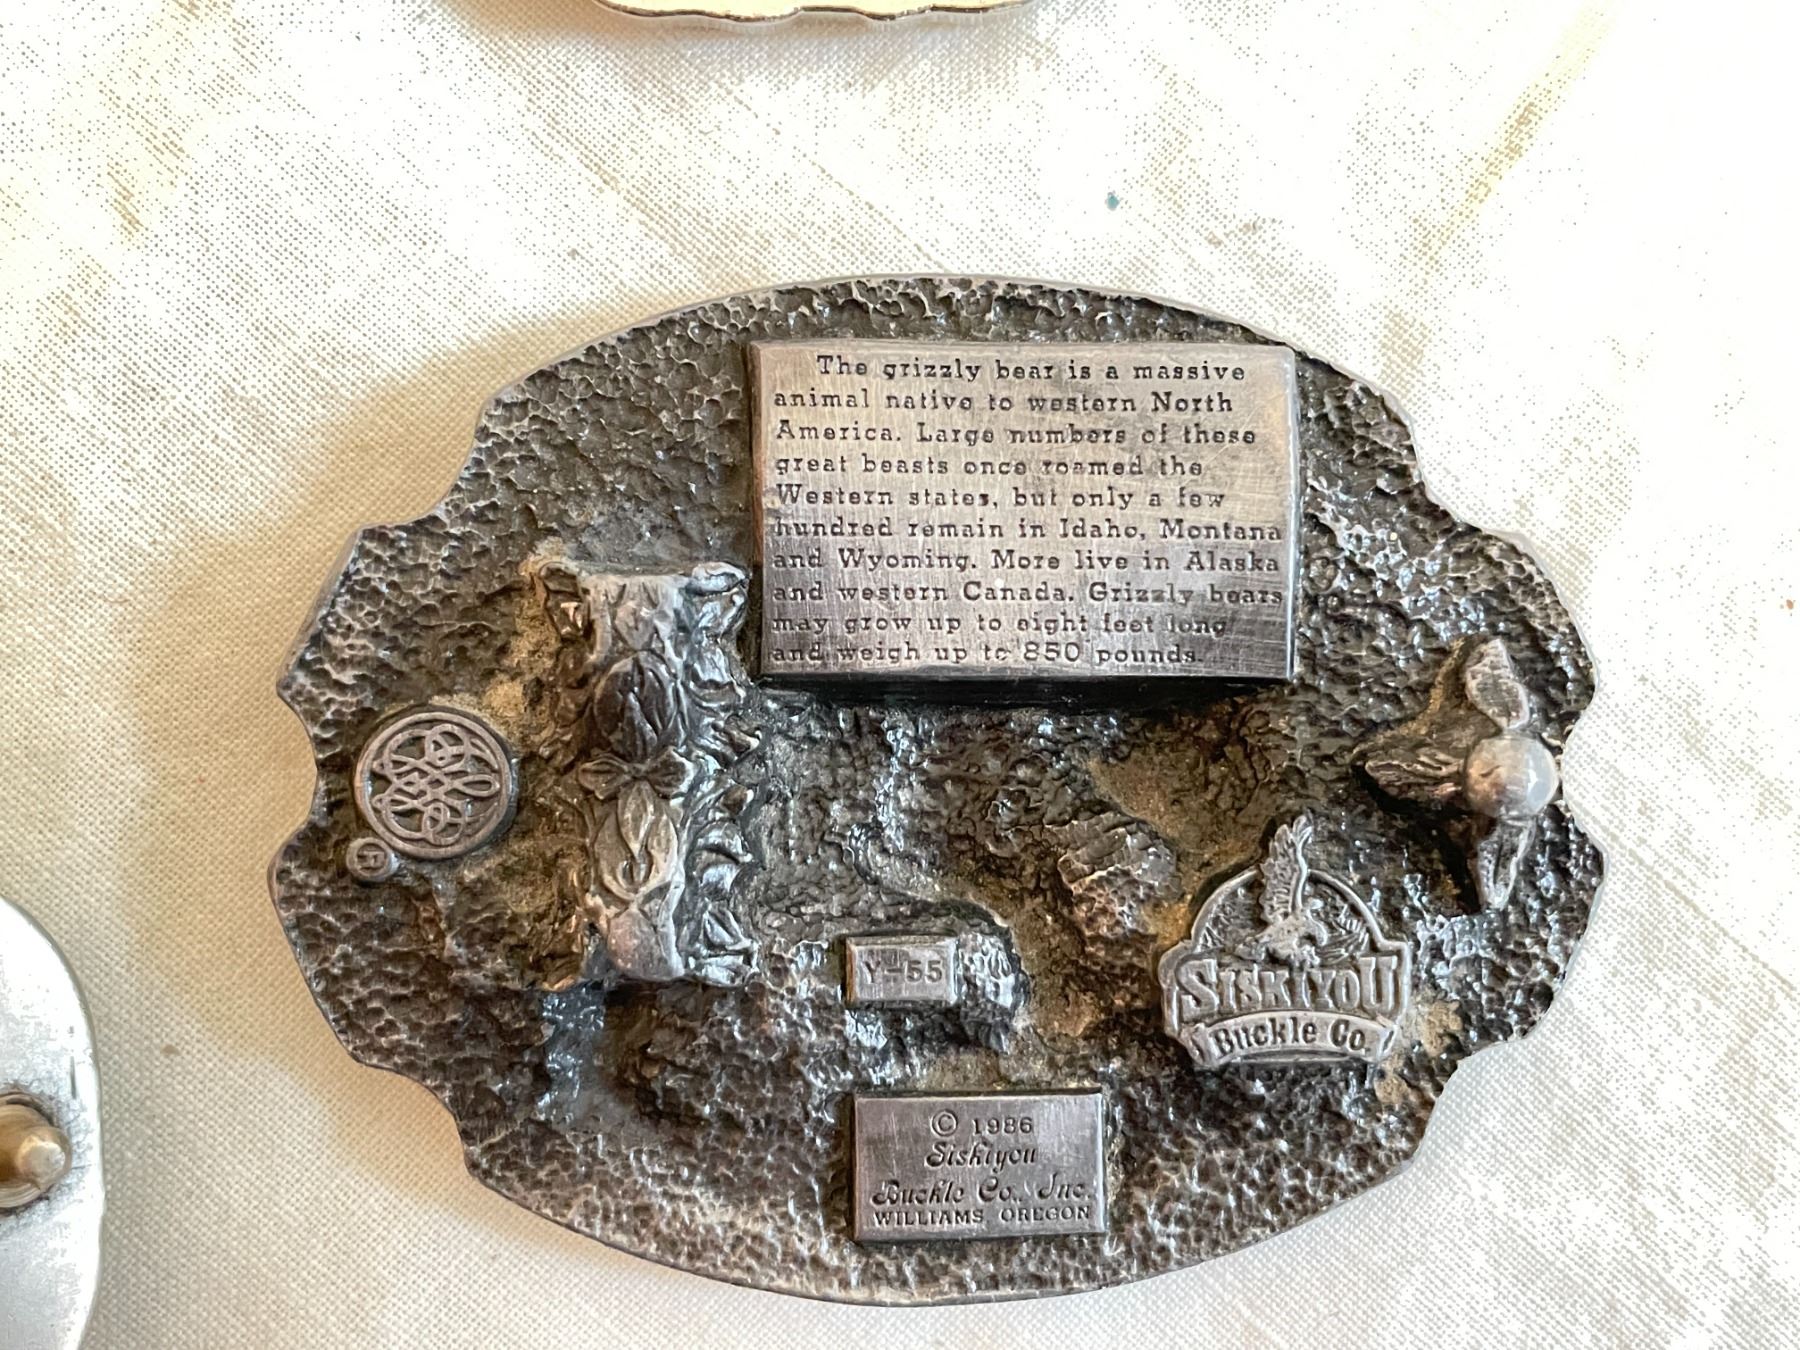 The grizzly bear is a massive
animal native to western North
America. Large numbers of these
great beasts once roamed the
Western states, but only a few
hundred remain in Idaho, Montana
and Wyoming. More live in Alaska
and western Canada. Grizzly bears
may grow up to eight feet long
and weigh up to 850 pounds.
®
Y-55
SISKIYOU
Buckle Co.
© 1986
Siskiyou
Buckle Co., Inc.
WILLIAMS OREGON